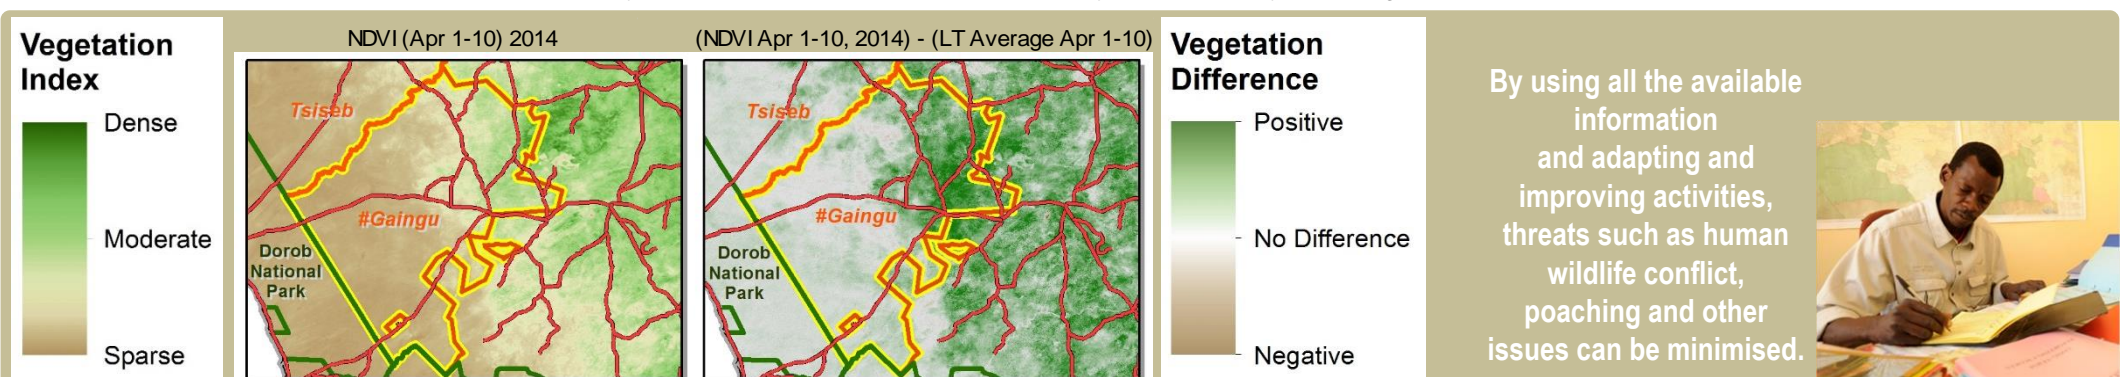 Vegetation
Index
Dense
Moderate
Sparse
NDVI (Apr 1-10) 2014
Tsiseb
#Gaingu
Dorob
National
Park
(NDVI Apr 1-10, 2014) - (LT Average Apr 1-10)
Tsiseb
#Gaingu
Dorob
National
Park
Vegetation
Difference
Positive
No Difference
Negative
By using all the available
information
and adapting and
improving activities,
threats such as human
wildlife conflict,
poaching and other
issues can be minimised.